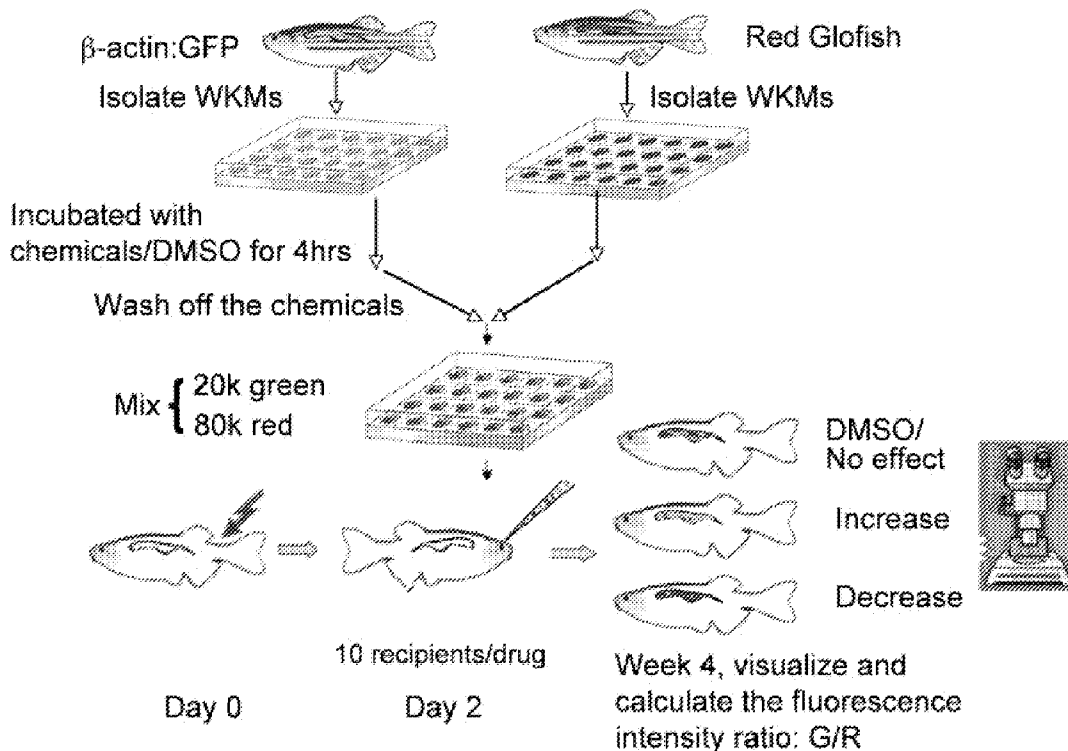 β-actin:GFP
Red Glofish
Isolate WKMs
Isolate WKMs
Incubated with
chemicals/DMSO for 4hrs
Wash off the chemicals
Mix { 20k green
80k red
DMSO/
No effect
Increase
Decrease
10 recipients/drug
Day 0
Day 2
Week 4, visualize and
calculate the fluorescence
intensity ratio: G/R